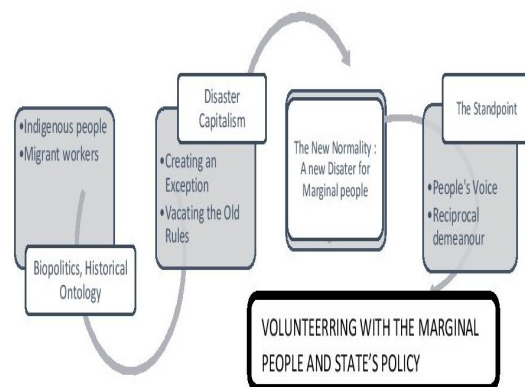 •Indigenous people
•Migrant workers
Biopolitics, Historical
Ontology
Disaster
Capitalism
•Creating an
Exception
•Vacating the Old
Rules
The New Normality :
A new Disater for
Marginal people
The Standpoint
•People's Voice
•Reciprocal
demeanour
VOLUNTEERRING WITH THE MARGINAL
PEOPLE AND STATE'S POLICY